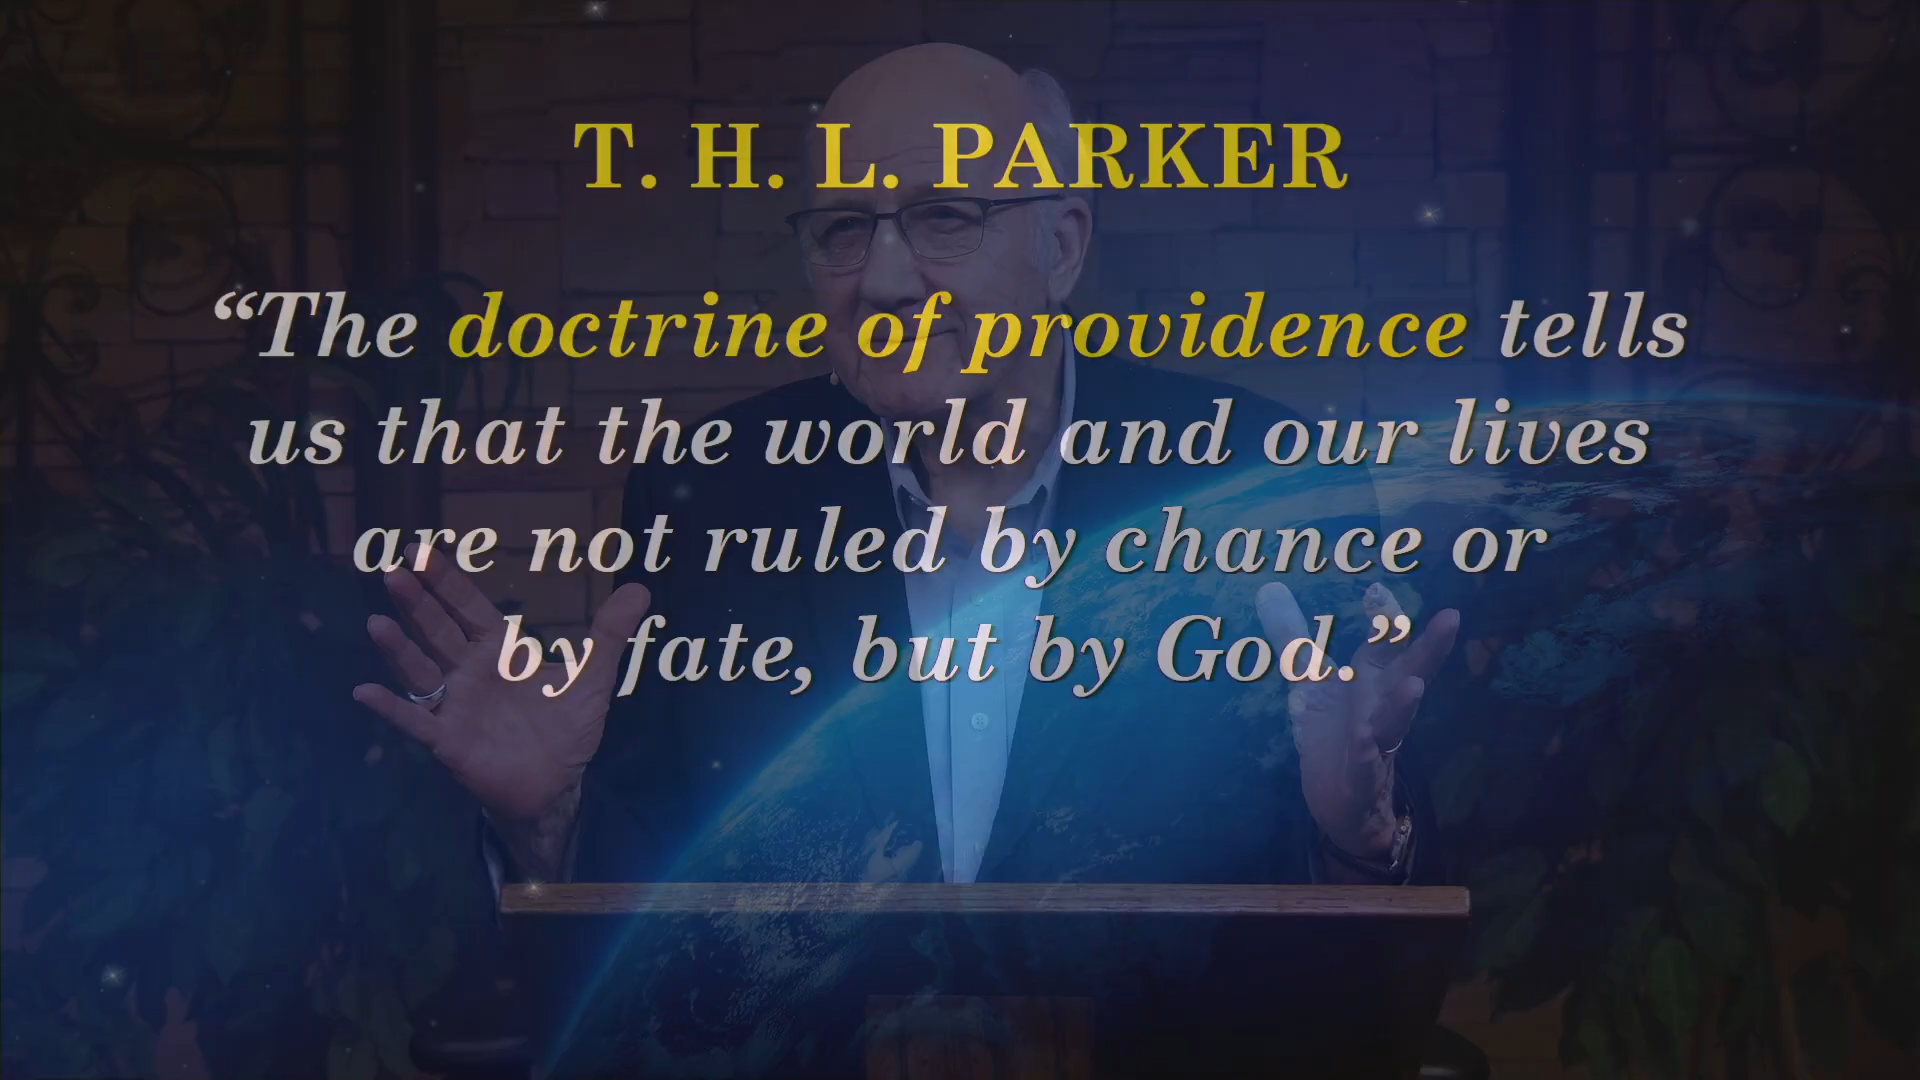 T. H. L. PARKER
“The doctrine of providence tells
us that the world and our lives
are not ruled by chance or
by fate, but by God.”